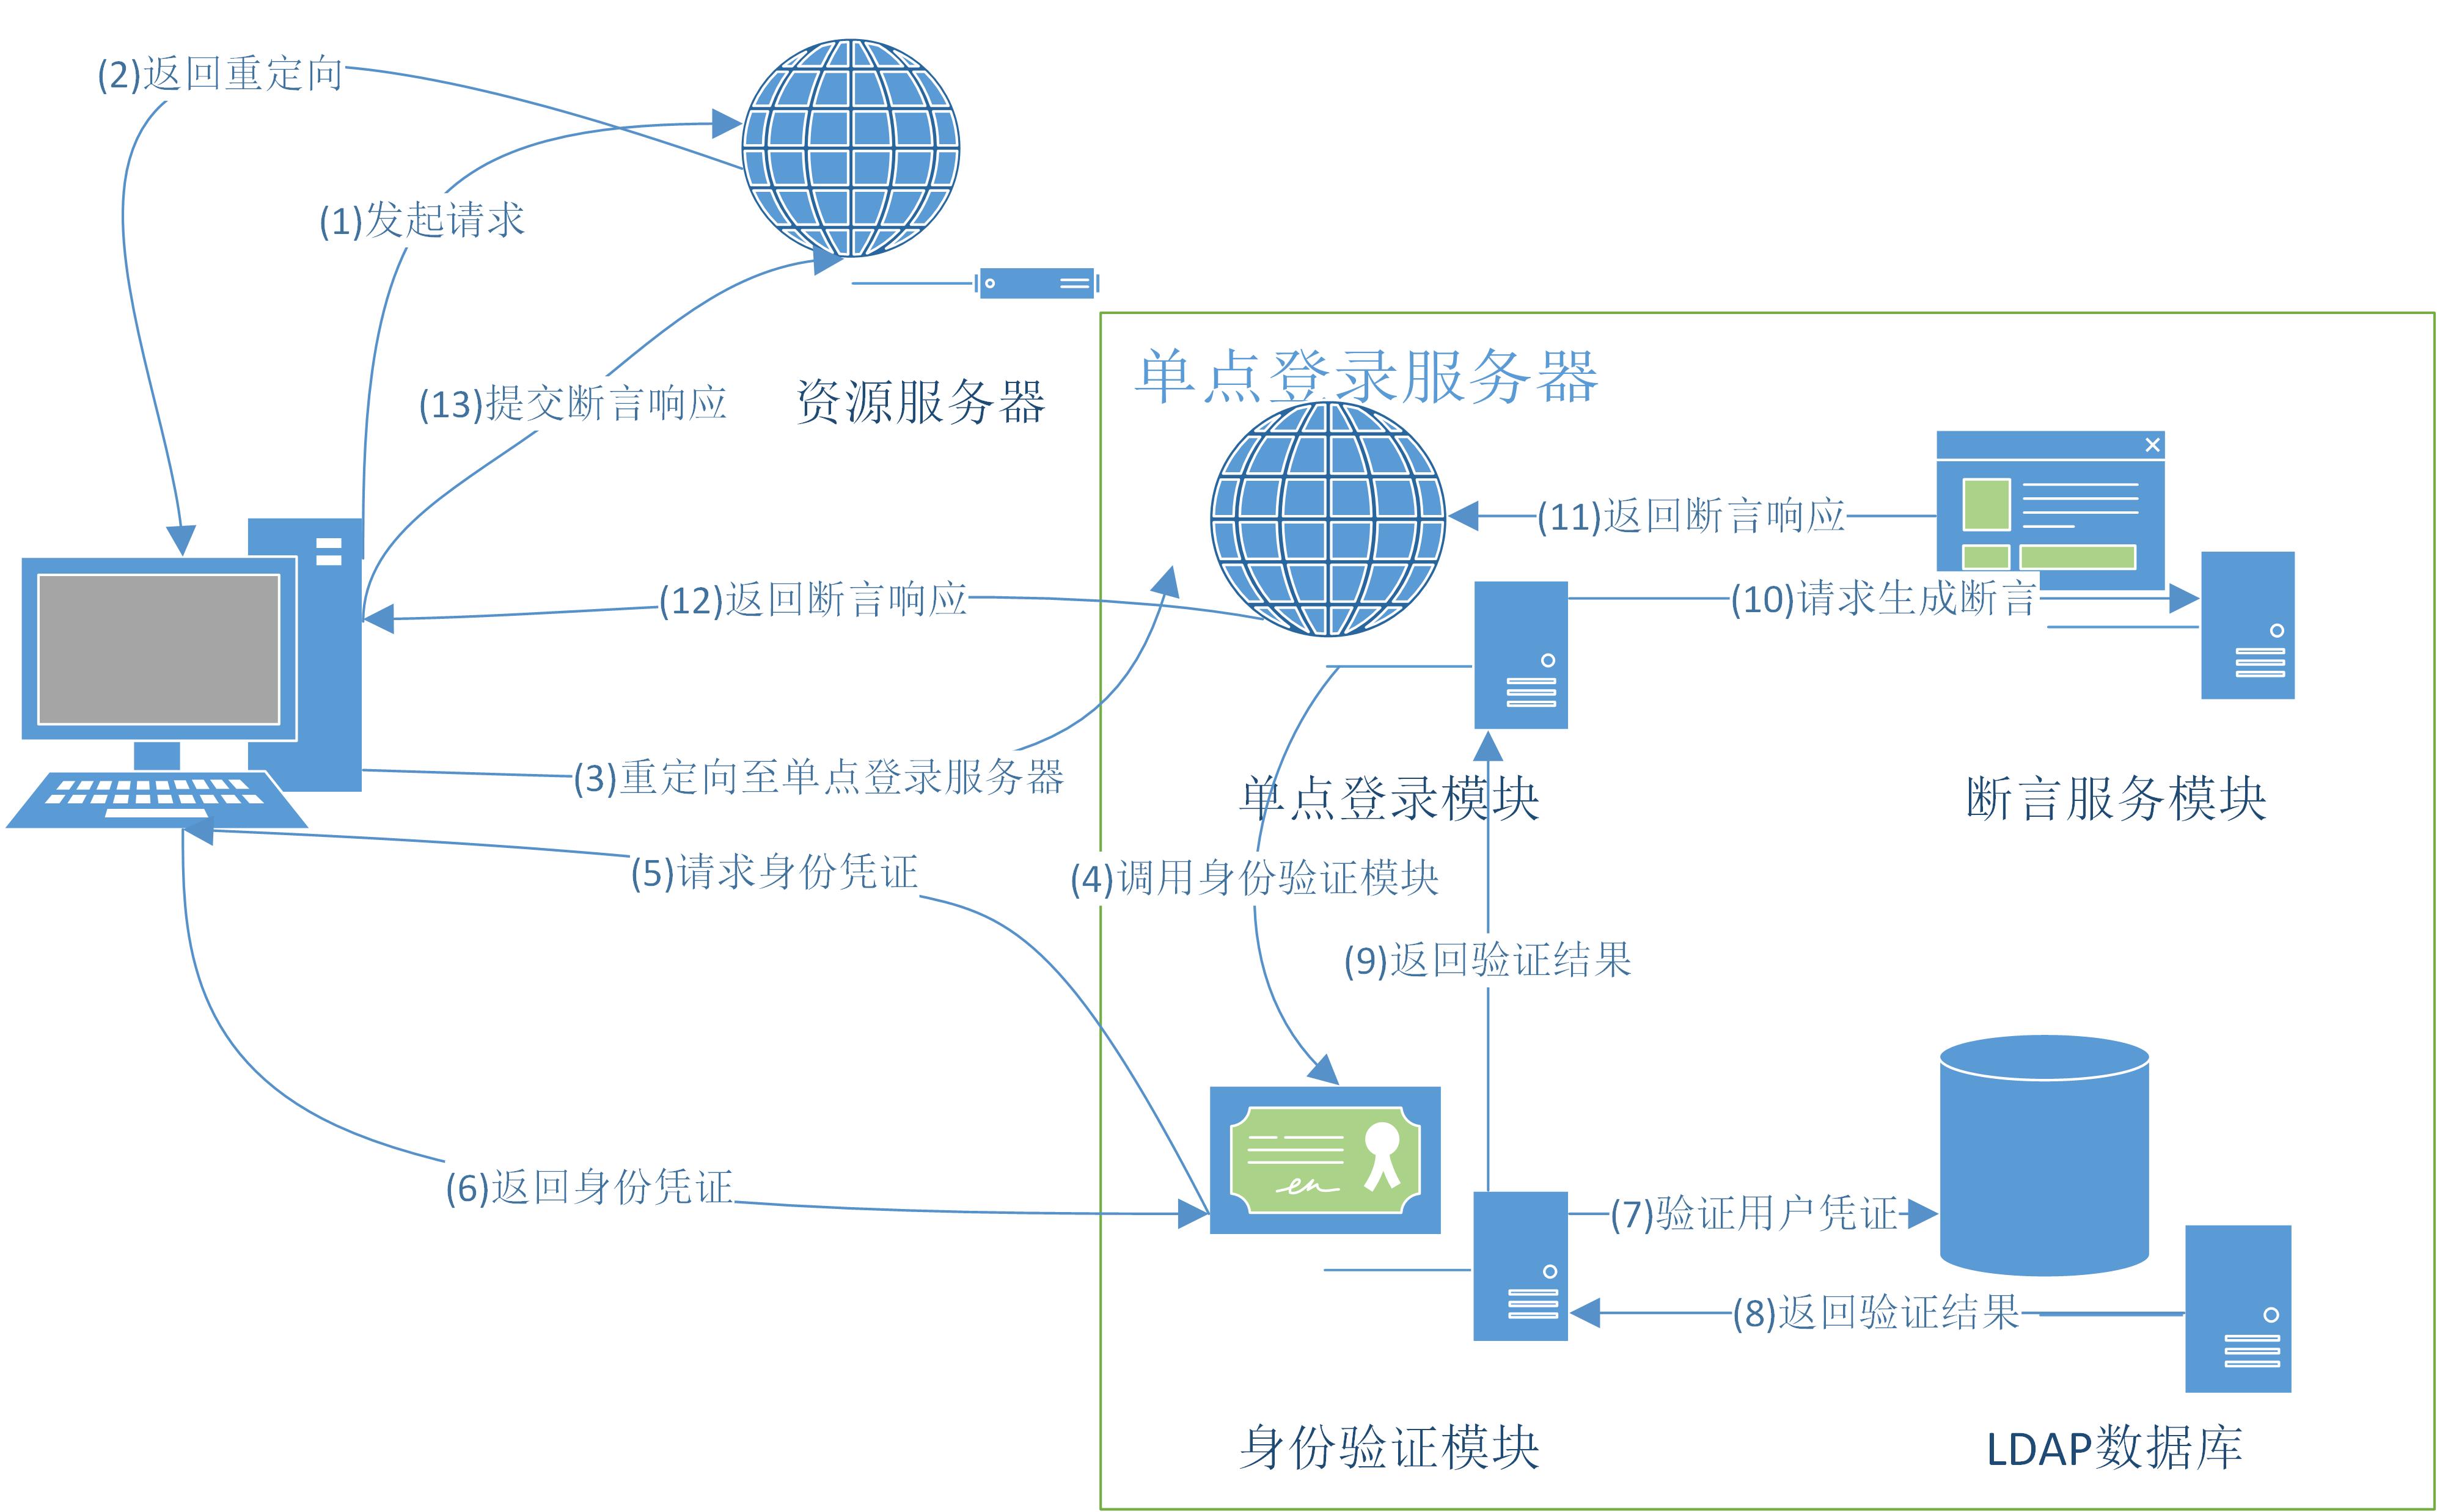 (2)返回重定向
(1)发起请求
(13)提交断言响应
资源服务器
单点登录服务器
(11)返回断言响应
(12)返回断言响应
(10)请求生成断言
(3)重定向至单点登录服务器
单点登录模块
断言服务模块
(5)请求身份凭证
(4)调用身份验证模块
(9)返回验证结果
(6)返回身份凭证
(7)验证用户凭证
(8)返回验证结果
身份验证模块
LDAP数据库